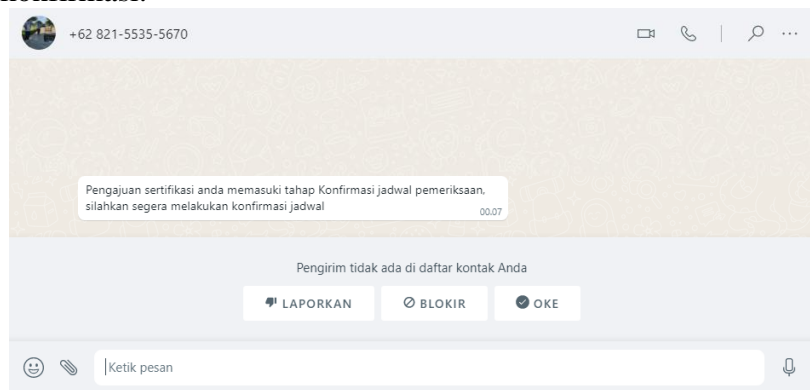 konfirmasi.
+62 821-5535-5670
Pengajuan sertifikasi anda memasuki tahap Konfirmasi jadwal pemeriksaan,
silahkan segera melakukan konfirmasi jadwal
00.07
Pengirim tidak ada di daftar kontak Anda
LAPORKAN
BLOKIR
OKE
Ketik pesan